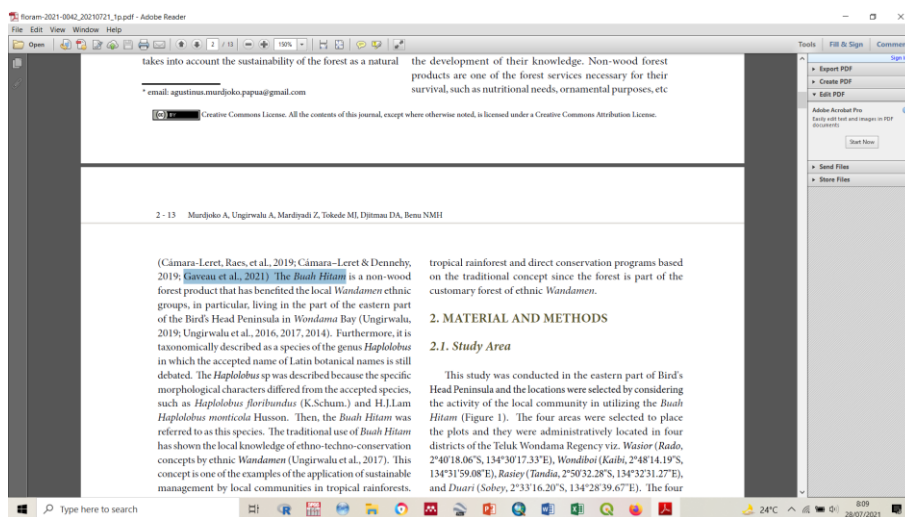 floram-2021-0042_20210721_1p.pdf - Adobe Reader
File Edit View Window Help
Open
2 / 13
150%
Tools Fill & Sign Comment
takes into account the sustainability of the forest as a natural
* email: agustinus.murdjoko.papua@gmail.com
the development of their knowledge. Non-wood forest
products are one of the forest services necessary for their
survival, such as nutritional needs, ornamental purposes, etc
(cc) BY Creative Commons License. All the contents of this journal, except where otherwise noted, is licensed under a Creative Commons Attribution License.
2 - 13 Murdjoko A, Ungirwalu A, Mardiyadi Z, Tokede MJ, Djitmau DA, Benu NMH
(Cámara-Leret, Raes, et al., 2019; Cámara–Leret & Dennehy,
2019; Gaveau et al., 2021) The Buah Hitam is a non-wood
forest product that has benefited the local Wandamen ethnic
groups, in particular, living in the part of the eastern part
of the Bird's Head Peninsula in Wondama Bay (Ungirwalu,
2019; Ungirwalu et al., 2016, 2017, 2014). Furthermore, it is
taxonomically described as a species of the genus Haplolobus
in which the accepted name of Latin botanical names is still
debated. The Haplolobus sp was described because the specific
morphological characters differed from the accepted species,
such as Haplolobus floribundus (K.Schum.) and H.J.Lam
Haplolobus monticola Husson. Then, the Buah Hitam was
referred to as this species. The traditional use of Buah Hitam
has shown the local knowledge of ethno-techno-conservation
concepts by ethnic Wandamen (Ungirwalu et al., 2017). This
concept is one of the examples of the application of sustainable
management by local communities in tropical rainforests.
tropical rainforest and direct conservation programs based
on the traditional concept since the forest is part of the
customary forest of ethnic Wandamen.
2. MATERIAL AND METHODS
2.1. Study Area
This study was conducted in the eastern part of Bird's
Head Peninsula and the locations were selected by considering
the activity of the local community in utilizing the Buah
Hitam (Figure 1). The four areas were selected to place
the plots and they were administratively located in four
districts of the Teluk Wondama Regency viz. Wasior (Rado,
2°40'18.06"S, 134°30'17.33"E), Wondiboi (Kaibi, 2°48'14.19"S,
134°31'59.08"E), Rasiey (Tandia, 2°50'32.28"S, 134°32'31.27"E),
and Duari (Sobey, 2°33'16.20"S, 134°28'39.67"E). The four
Sign In
Export PDF
Create PDF
Edit PDF
Adobe Acrobat Pro
Easily edit text and images in PDF
documents
Start Now
Send Files
Store Files
Type here to search
24°C
8:09
28/07/2021